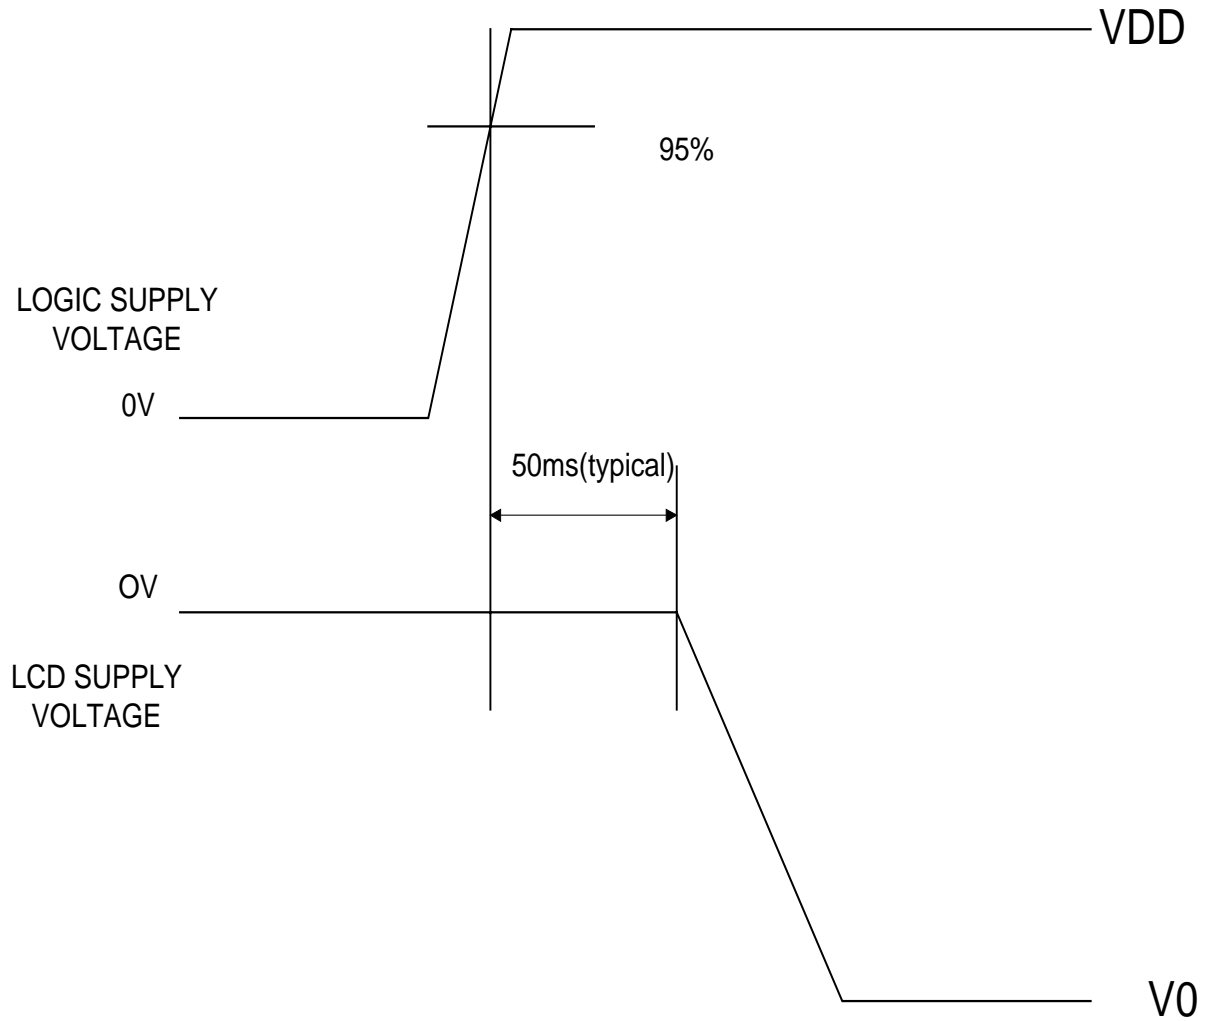 VDD
95%
LOGIC SUPPLY
VOLTAGE
0V
50ms(typical)
OV
LCD SUPPLY
VOLTAGE
V0